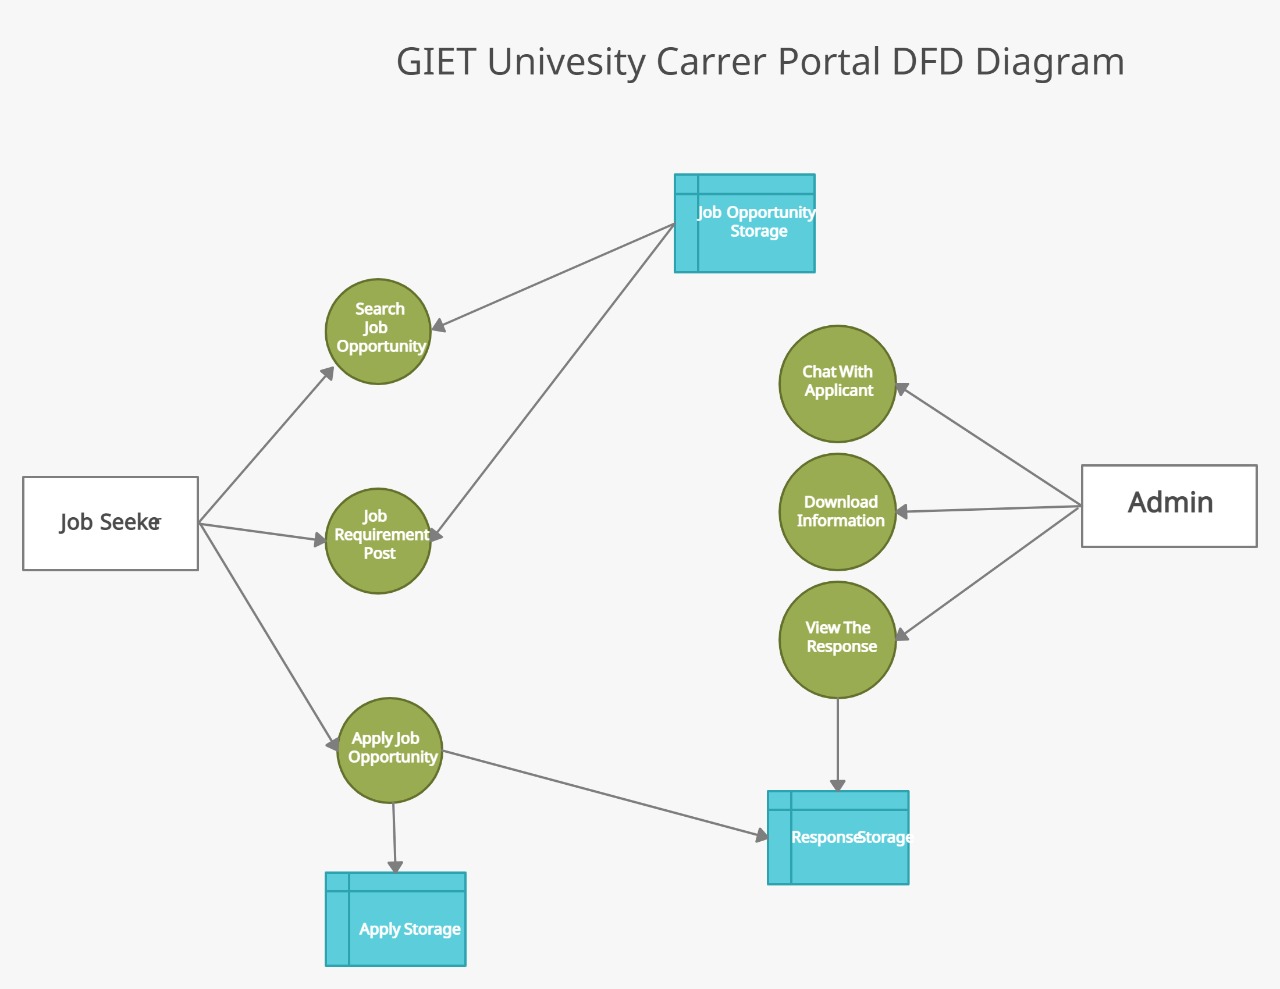 GIET Univesity Carrer Portal DFD Diagram
Job Opportunity
Storage
Search
Job
Opportunity
Chat With
Applicant
Job Seeker
Job
Requirement
Post
Download
Information
Admin
View The
Response
Apply Job
Opportunity
Response Storage
Apply Storage